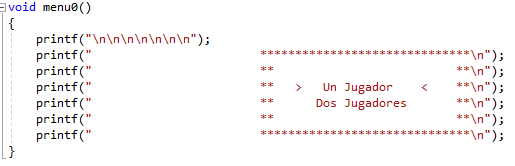 void menu0()
{
    printf("\n\n\n\n\n\n\n");
    printf("                        ******************************\n");
    printf("                        **                          **\n");
    printf("                        **   >   Un Jugador    <    **\n");
    printf("                        **      Dos Jugadores       **\n");
    printf("                        **                          **\n");
    printf("                        ******************************\n");
}